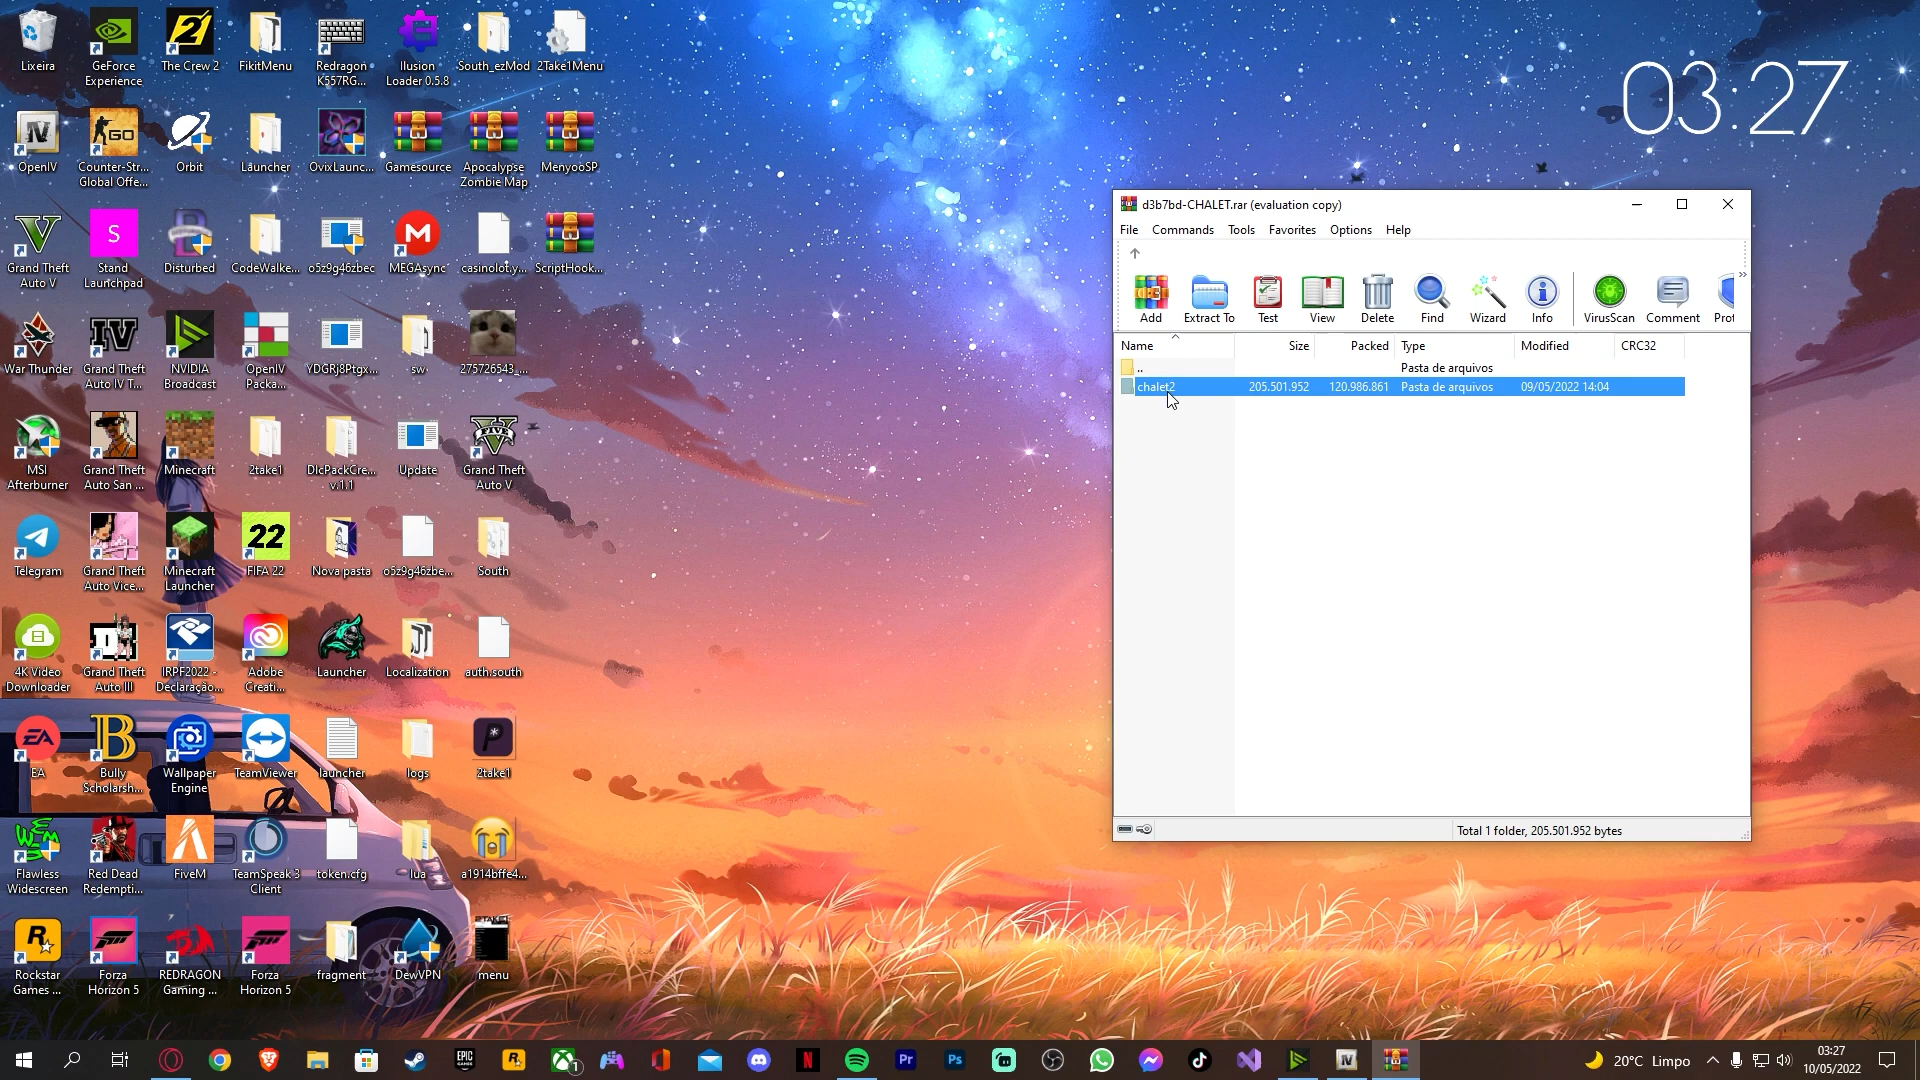 Lixeira
GeForce
Experience
The Crew 2
FikitMenu
Redragon
K557RG...
Ilusion
Loader 0.5.8
South_ezMod
2Take1Menu
OpenIV
Counter-Str...
Global Offe...
Orbit
Launcher
OvixLaunc...
Gamesource
Apocalypse
Zombie Map
MenyooSP
Grand Theft
Auto V
Stand
Launchpad
Disturbed
CodeWalke...
o5z9g46zbec
MEGAsync
casinolot.y...
ScriptHook...
War Thunder
Grand Theft
Auto IV T...
NVIDIA
Broadcast
OpenIV
Packa...
YDGRj8Ptgx...
sw
275726543_...
MSI
Afterburner
Grand Theft
Auto San ...
Minecraft
2take1
DlcPackCre...
v.1.1
Update
Grand Theft
Auto V
Telegram
Grand Theft
Auto Vice...
Minecraft
Launcher
FIFA 22
Nova pasta
o5z9g46zbe...
South
4K Video
Downloader
Grand Theft
Auto III
IRPF2022 -
Declaração...
Adobe
Creati...
Launcher
Localization
auth.south
EA
Bully
Scholarsh...
Wallpaper
Engine
TeamViewer
launcher
logs
2take1
Flawless
Widescreen
Red Dead
Redempti...
FiveM
TeamSpeak 3
Client
token.cfg
lua
a1914bffe4...
Rockstar
Games ...
Forza
Horizon 5
REDRAGON
Gaming ...
Forza
Horizon 5
fragment
DewVPN
menu
03:27
d3b7bd-CHALET.rar (evaluation copy)
File Commands Tools Favorites Options Help
Add Extract To Test View Delete Find Wizard Info VirusScan Comment Prot
Name Size Packed Type Modified CRC32
.. Pasta de arquivos
chalet2 205.501.952 120.986.861 Pasta de arquivos 09/05/2022 14:04
Total 1 folder, 205.501.952 bytes
20°C Limpo
03:27
10/05/2022